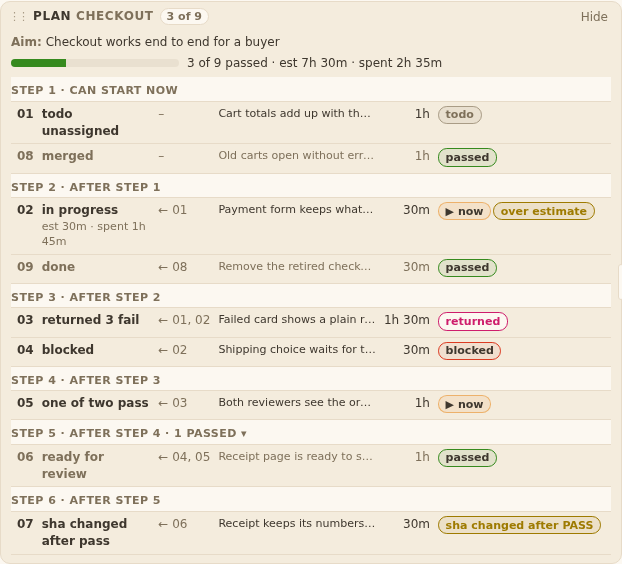 PLAN CHECKOUT 3 of 9 Hide
Aim: Checkout works end to end for a buyer
3 of 9 passed · est 7h 30m · spent 2h 35m
STEP 1 · CAN START NOW
01 todo unassigned – Cart totals add up with th... 1h todo
08 merged – Old carts open without err... 1h passed
STEP 2 · AFTER STEP 1
02 in progress ← 01 Payment form keeps what... 30m ▶ now over estimate
est 30m · spent 1h
45m
09 done ← 08 Remove the retired check... 30m passed
STEP 3 · AFTER STEP 2
03 returned 3 fail ← 01, 02 Failed card shows a plain r... 1h 30m returned
04 blocked ← 02 Shipping choice waits for t... 30m blocked
STEP 4 · AFTER STEP 3
05 one of two pass ← 03 Both reviewers see the or... 1h ▶ now
STEP 5 · AFTER STEP 4 · 1 PASSED ▾
06 ready for review ← 04, 05 Receipt page is ready to s... 1h passed
STEP 6 · AFTER STEP 5
07 sha changed after pass ← 06 Receipt keeps its numbers... 30m sha changed after PASS